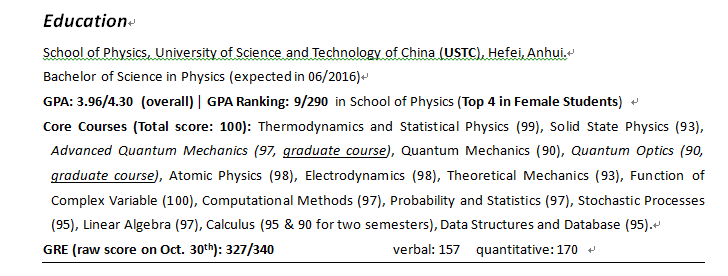 Education
School of Physics, University of Science and Technology of China (USTC), Hefei, Anhui.
Bachelor of Science in Physics (expected in 06/2016)
GPA: 3.96/4.30 (overall) | GPA Ranking: 9/290 in School of Physics (Top 4 in Female Students)
Core Courses (Total score: 100): Thermodynamics and Statistical Physics (99), Solid State Physics (93),
Advanced Quantum Mechanics (97, graduate course), Quantum Mechanics (90), Quantum Optics (90,
graduate course), Atomic Physics (98), Electrodynamics (98), Theoretical Mechanics (93), Function of
Complex Variable (100), Computational Methods (97), Probability and Statistics (97), Stochastic Processes
(95), Linear Algebra (97), Calculus (95 & 90 for two semesters), Data Structures and Database (95).
GRE (raw score on Oct. 30th): 327/340 verbal: 157 quantitative: 170